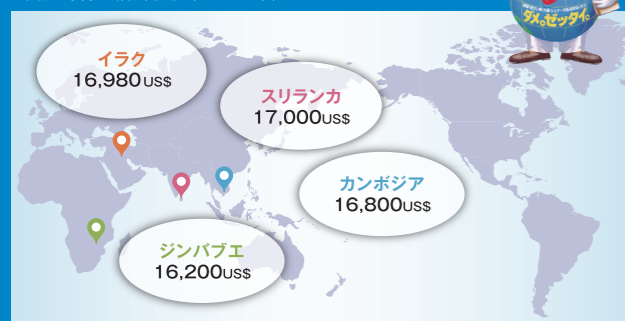 ダメ。ゼッタイ。
イラク
16,980US$
スリランカ
17,000US$
カンボジア
16,800US$
ジンバブエ
16,200US$